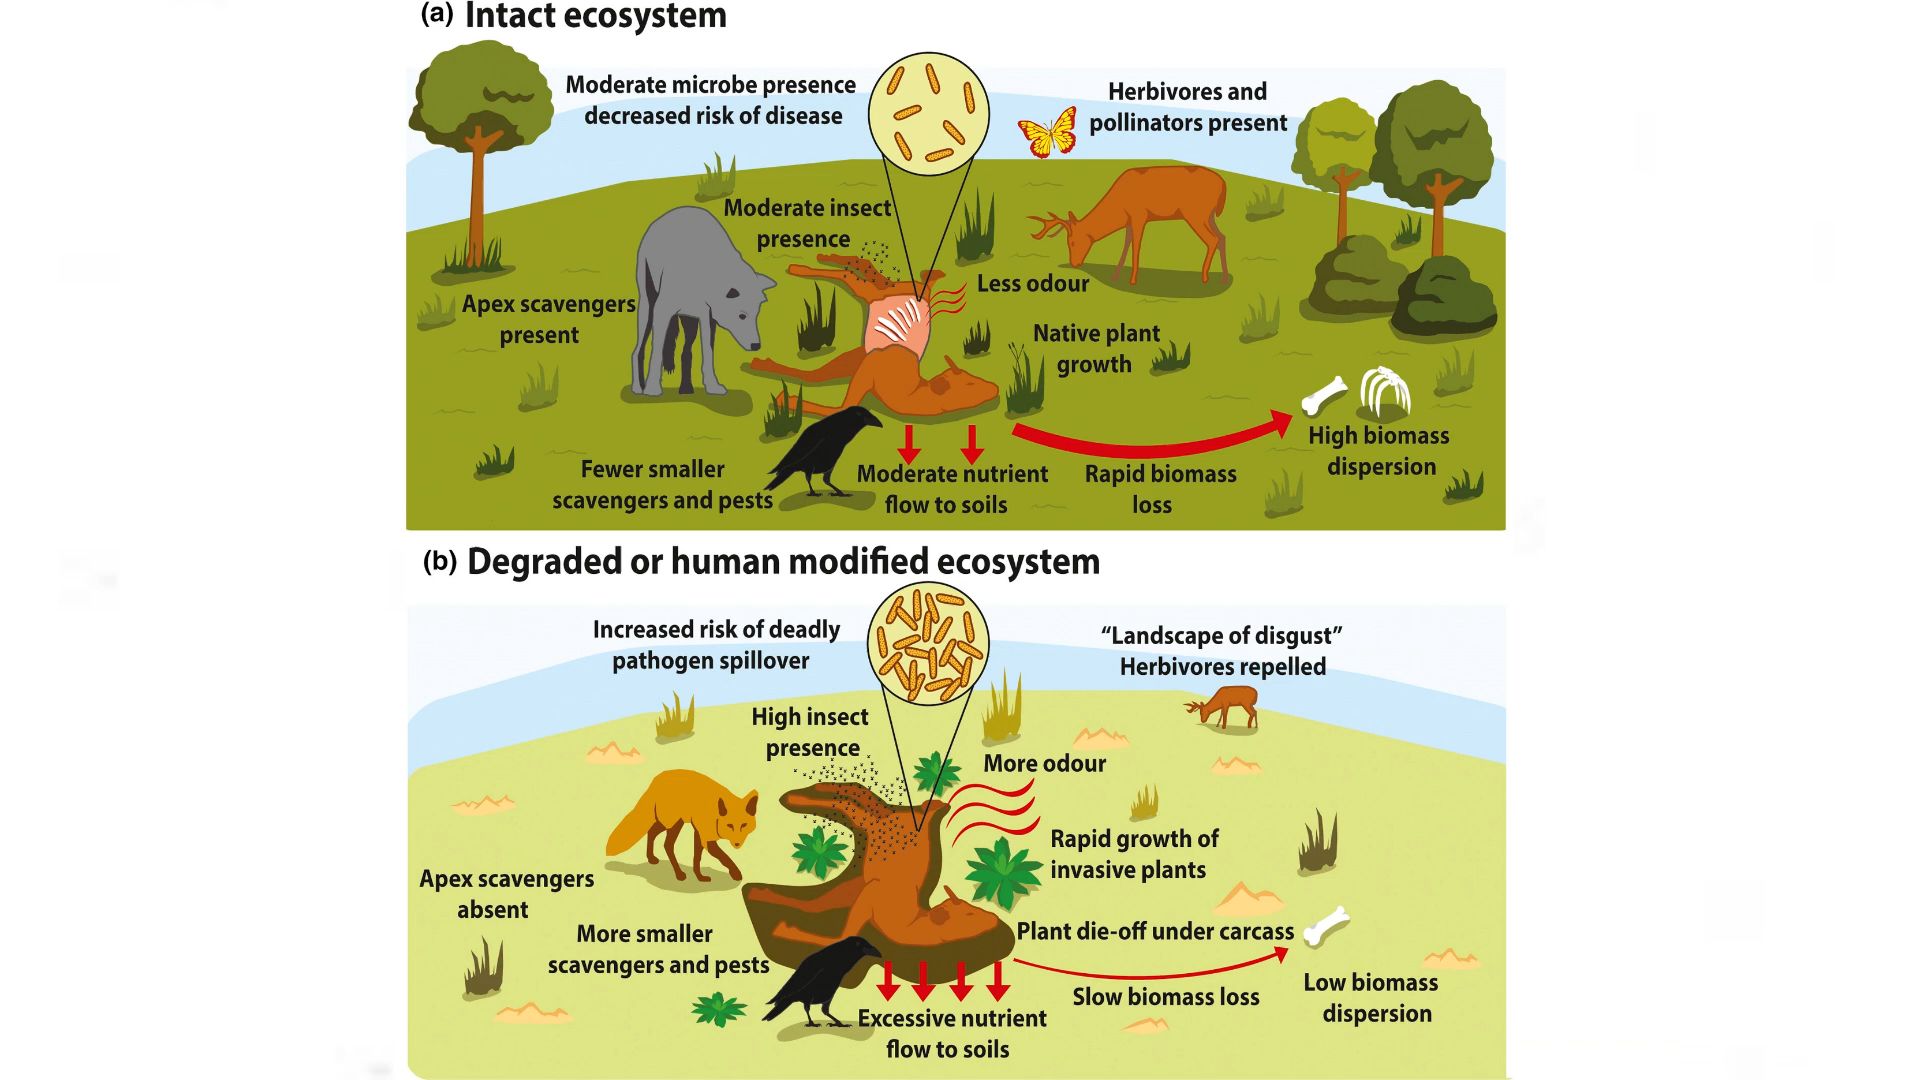 (a) Intact ecosystem
Moderate microbe presence
decreased risk of disease
Herbivores and
pollinators present
Moderate insect
presence
Apex scavengers
present
Less odour
Native plant
growth
Fewer smaller
scavengers and pests
Moderate nutrient
flow to soils
Rapid biomass
loss
High biomass
dispersion
(b) Degraded or human modified ecosystem
Increased risk of deadly
pathogen spillover
“Landscape of disgust”
Herbivores repelled
High insect
presence
More odour
Rapid growth of
invasive plants
Apex scavengers
absent
More smaller
scavengers and pests
Plant die-off under carcass
Slow biomass loss
Low biomass
dispersion
Excessive nutrient
flow to soils